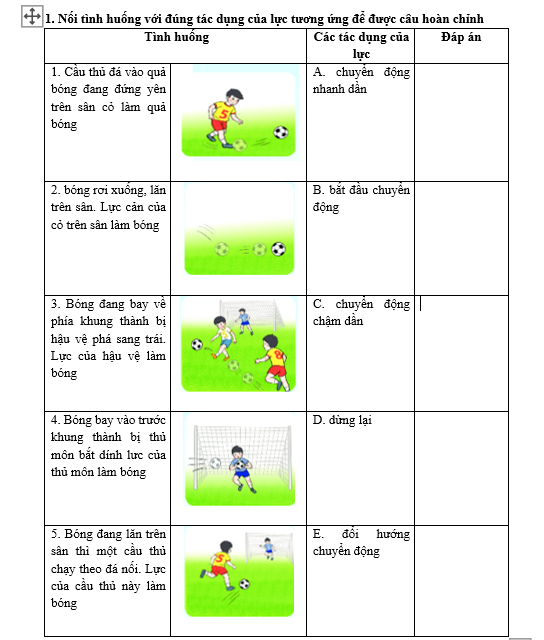 1. Nối tình huống với đúng tác dụng của lực tương ứng để được câu hoàn chỉnh
Tình huống
Các tác dụng của
lực
Đáp án
1. Cầu thủ đá vào quả
bóng đang đứng yên
trên sân cỏ làm quả
bóng
5
A. chuyển động
nhanh dần
2. bóng rơi xuống, lăn
trên sân. Lực cản của
cỏ trên sân làm bóng
B. bắt đầu chuyển
động
3. Bóng đang bay về
phía khung thành bị
hậu vệ phá sang trái.
Lực của hậu vệ làm
bóng
8
C. chuyển động
chậm dần
4. Bóng bay vào trước
khung thành bị thủ
môn bắt dính lưc của
thủ môn làm bóng
D. dừng lại
5. Bóng đang lăn trên
sân thì một cầu thủ
chạy theo đá nối. Lực
của cầu thủ này làm
bóng
5
E. đổi hướng
chuyển động